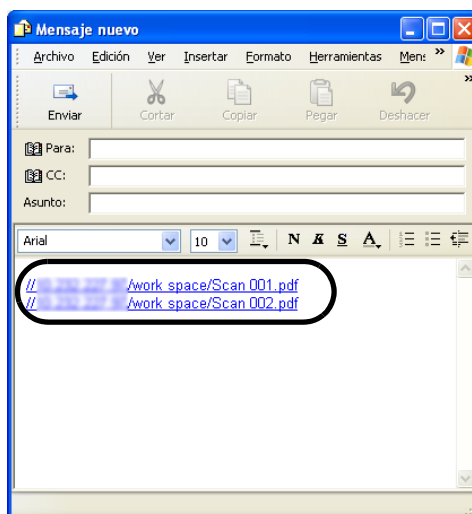 Mensaje nuevo
Archivo Edición Ver Insertar Formato Herramientas Mens »
Enviar Cortar Copiar Pegar Deshacer »
Para:
CC:
Asunto:
Arial 10 N K S A
// /work space/Scan 001.pdf
// /work space/Scan 002.pdf